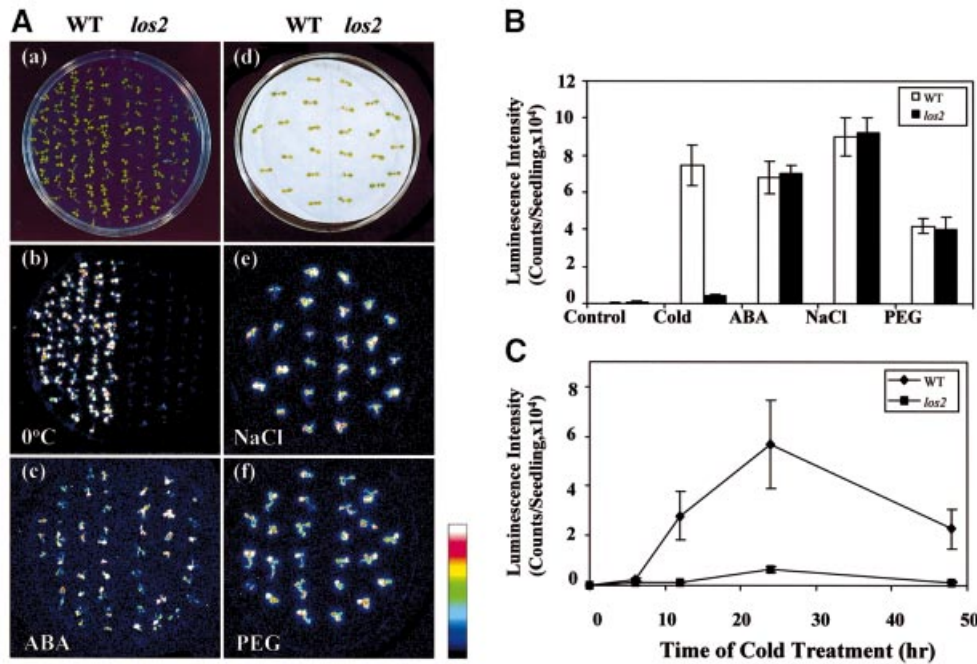 A
WT los2
WT los2
(a)
(d)
(b)
0°C
(e)
NaCl
(c)
ABA
(f)
PEG
B
Luminescence Intensity
(Counts/Seedling,x10⁴)
12
10
8
6
4
2
0
WT
los2
Control Cold ABA NaCl PEG
C
Luminescence Intensity
(Counts/Seedling,x10⁴)
8
6
4
2
0
WT
los2
0 10 20 30 40 50
Time of Cold Treatment (hr)